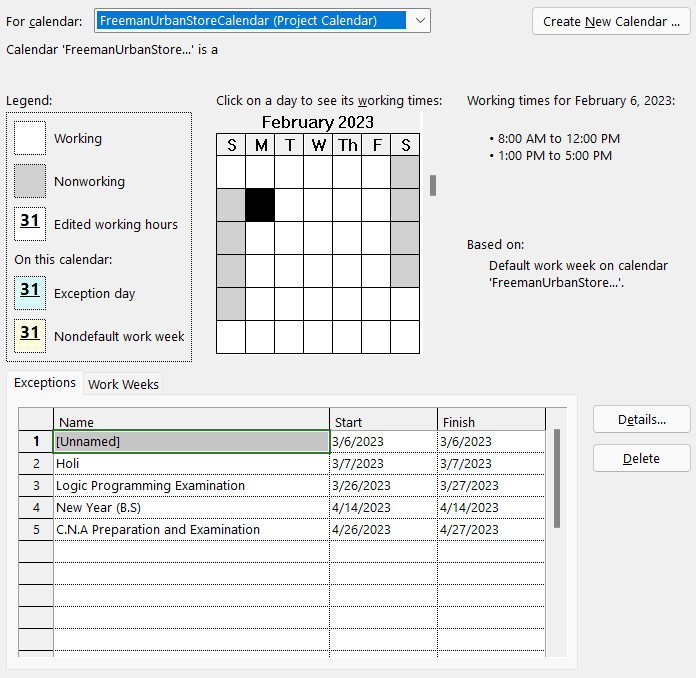 For calendar: FreemanUrbanStoreCalendar (Project Calendar)
Create New Calendar ...
Calendar 'FreemanUrbanStore...' is a
Legend:
Working
Nonworking
31 Edited working hours
On this calendar:
31 Exception day
31 Nondefault work week
Click on a day to see its working times:
February 2023
S M T W Th F S
Working times for February 6, 2023:
• 8:00 AM to 12:00 PM
• 1:00 PM to 5:00 PM
Based on:
Default work week on calendar
'FreemanUrbanStore...'.
Exceptions Work Weeks
Name Start Finish
1 [Unnamed] 3/6/2023 3/6/2023
2 Holi 3/7/2023 3/7/2023
3 Logic Programming Examination 3/26/2023 3/27/2023
4 New Year (B.S) 4/14/2023 4/14/2023
5 C.N.A Preparation and Examination 4/26/2023 4/27/2023
Details...
Delete